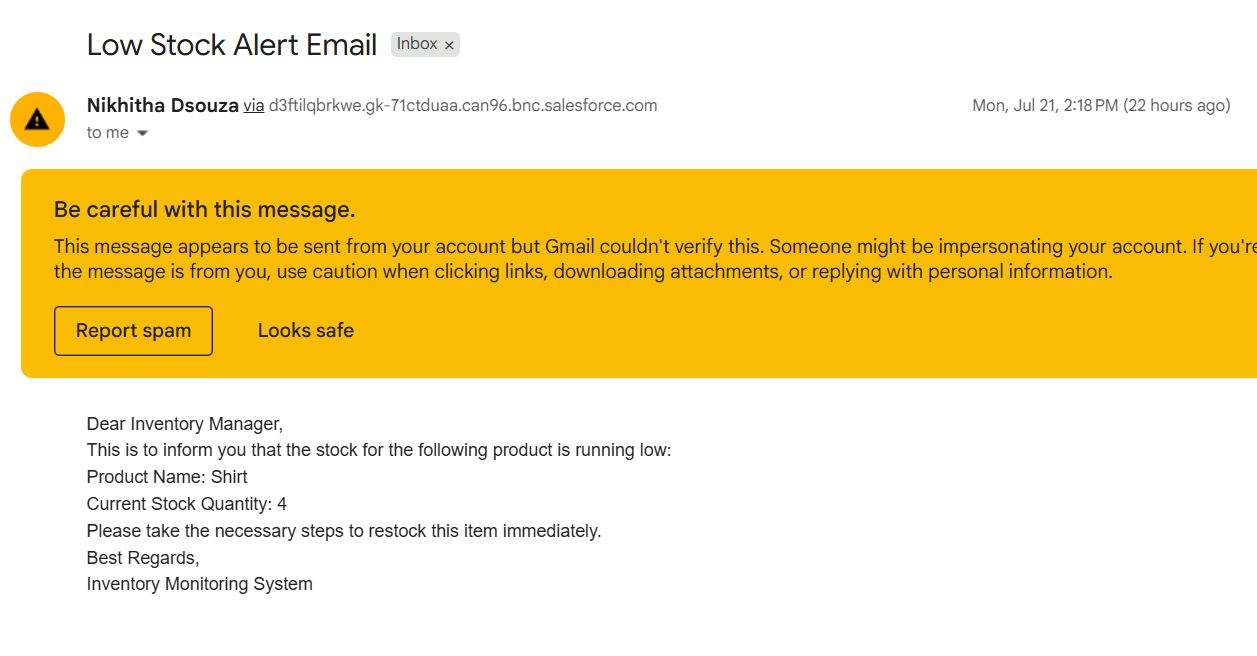 Low Stock Alert Email Inbox ×
Nikhitha Dsouza via d3ftilqbrkwe.gk-71ctduaa.can96.bnc.salesforce.com Mon, Jul 21, 2:18 PM (22 hours ago)
to me
Be careful with this message.
This message appears to be sent from your account but Gmail couldn't verify this. Someone might be impersonating your account. If you're
the message is from you, use caution when clicking links, downloading attachments, or replying with personal information.
Report spam Looks safe
Dear Inventory Manager,
This is to inform you that the stock for the following product is running low:
Product Name: Shirt
Current Stock Quantity: 4
Please take the necessary steps to restock this item immediately.
Best Regards,
Inventory Monitoring System